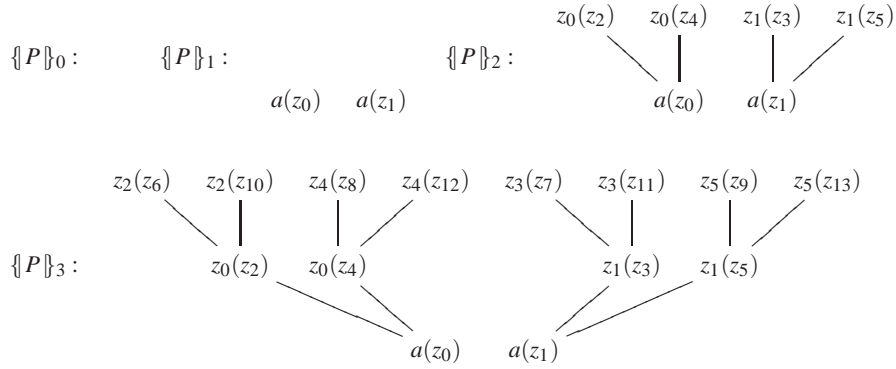 z₀(z₂) z₀(z₄) z₁(z₃) z₁(z₅)
{[P]}₀ : {[P]}₁ : {[P]}₂ :
a(z₀) a(z₁) a(z₀) a(z₁)
z₂(z₆) z₂(z₁₀) z₄(z₈) z₄(z₁₂) z₃(z₇) z₃(z₁₁) z₅(z₉) z₅(z₁₃)
{[P]}₃ : z₀(z₂) z₀(z₄) z₁(z₃) z₁(z₅)
a(z₀) a(z₁)